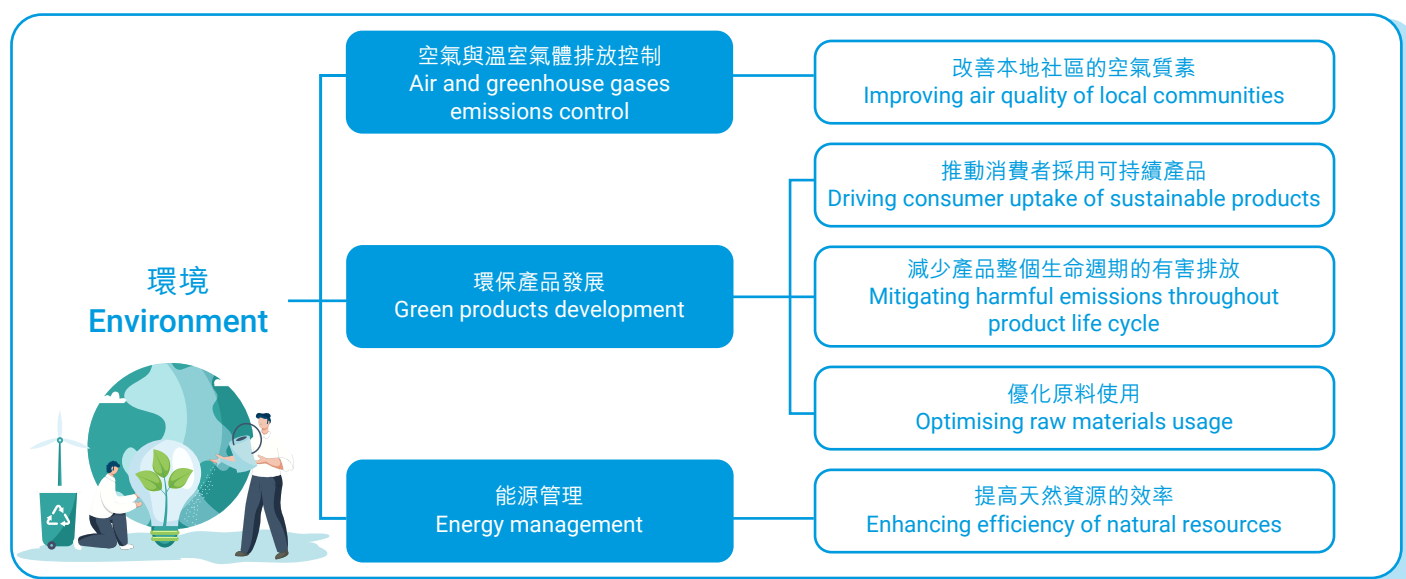 環境
Environment
空氣與溫室氣體排放控制
Air and greenhouse gases
emissions control
改善本地社區的空氣質素
Improving air quality of local communities
環保產品發展
Green products development
推動消費者採用可持續產品
Driving consumer uptake of sustainable products
減少產品整個生命週期的有害排放
Mitigating harmful emissions throughout
product life cycle
優化原料使用
Optimising raw materials usage
能源管理
Energy management
提高天然資源的效率
Enhancing efficiency of natural resources